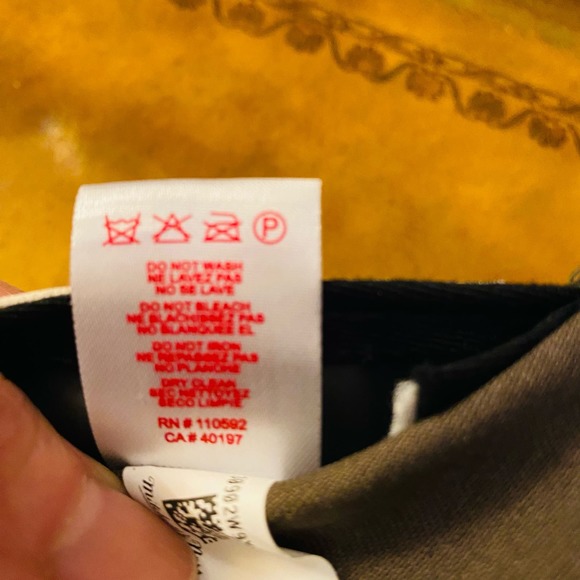 P
DO NOT WASH
NE LAVEZ PAS
NO SE LAVE
DO NOT BLEACH
NE BLACHISSEZ PAS
NO BLANQUEE EL
DO NOT IRON
NE REPASSEZ PAS
NO PLANCHE
DRY CLEAN
SEC NETTOYEZ
SECO LIMPIE
RN # 110592
CA # 40197